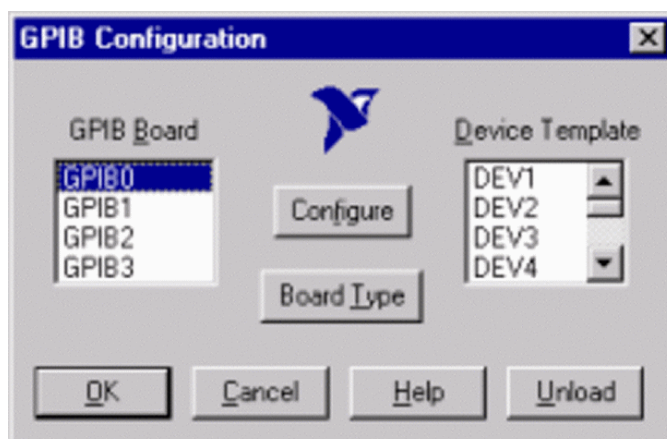 GPIB Configuration
GPIB Board
GPIB0
GPIB1
GPIB2
GPIB3
Configure
Board Type
Device Template
DEV1
DEV2
DEV3
DEV4
OK
Cancel
Help
Unload